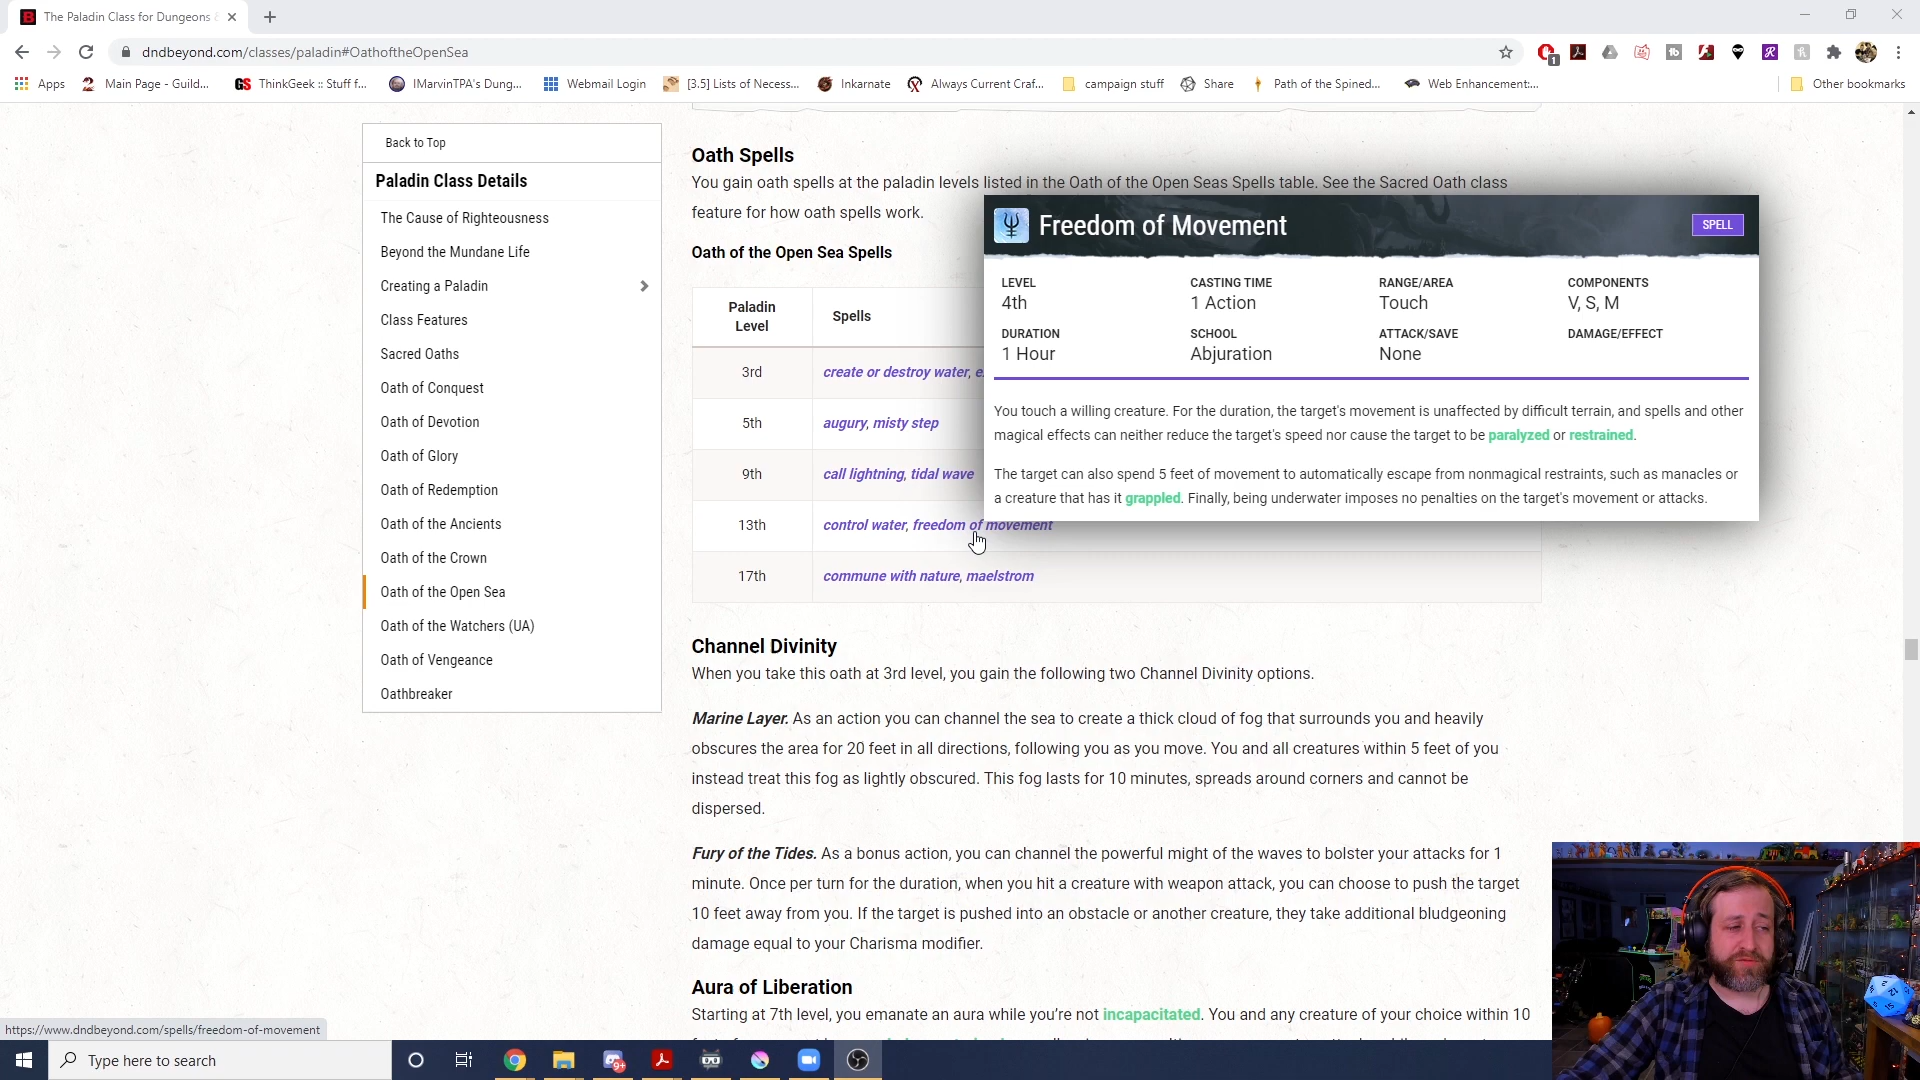 The Paladin Class for Dungeons
dndbeyond.com/classes/paladin#OathoftheOpenSea
1
Apps
Main Page - Guild...
GS
ThinkGeek :: Stuff f...
IMarvinTPA's Dung...
Webmail Login
[3.5] Lists of Necess...
Inkarnate
Always Current Craf...
campaign stuff
Share
Path of the Spined...
Web Enhancement:...
Other bookmarks
Back to Top
Paladin Class Details
The Cause of Righteousness
Beyond the Mundane Life
Creating a Paladin
Class Features
Sacred Oaths
Oath of Conquest
Oath of Devotion
Oath of Glory
Oath of Redemption
Oath of the Ancients
Oath of the Crown
Oath of the Open Sea
Oath of the Watchers (UA)
Oath of Vengeance
Oathbreaker
Oath Spells
You gain oath spells at the paladin levels listed in the Oath of the Open Seas Spells table. See the Sacred Oath class
feature for how oath spells work.
Oath of the Open Sea Spells
Paladin
Level
Spells
3rd
create or destroy water,
5th
augury, misty step
9th
call lightning, tidal wave
13th
control water, freedom of movement
17th
commune with nature, maelstrom
Freedom of Movement
SPELL
LEVEL
4th
CASTING TIME
1 Action
RANGE/AREA
Touch
COMPONENTS
V, S, M
DURATION
1 Hour
SCHOOL
Abjuration
ATTACK/SAVE
None
DAMAGE/EFFECT
You touch a willing creature. For the duration, the target's movement is unaffected by difficult terrain, and spells and other
magical effects can neither reduce the target's speed nor cause the target to be paralyzed or restrained.
The target can also spend 5 feet of movement to automatically escape from nonmagical restraints, such as manacles or
a creature that has it grappled. Finally, being underwater imposes no penalties on the target's movement or attacks.
Channel Divinity
When you take this oath at 3rd level, you gain the following two Channel Divinity options.
Marine Layer. As an action you can channel the sea to create a thick cloud of fog that surrounds you and heavily
obscures the area for 20 feet in all directions, following you as you move. You and all creatures within 5 feet of you
instead treat this fog as lightly obscured. This fog lasts for 10 minutes, spreads around corners and cannot be
dispersed.
Fury of the Tides. As a bonus action, you can channel the powerful might of the waves to bolster your attacks for 1
minute. Once per turn for the duration, when you hit a creature with weapon attack, you can choose to push the target
10 feet away from you. If the target is pushed into an obstacle or another creature, they take additional bludgeoning
damage equal to your Charisma modifier.
Aura of Liberation
Starting at 7th level, you emanate an aura while you're not incapacitated. You and any creature of your choice within 10
https://www.dndbeyond.com/spells/freedom-of-movement
Type here to search
9+